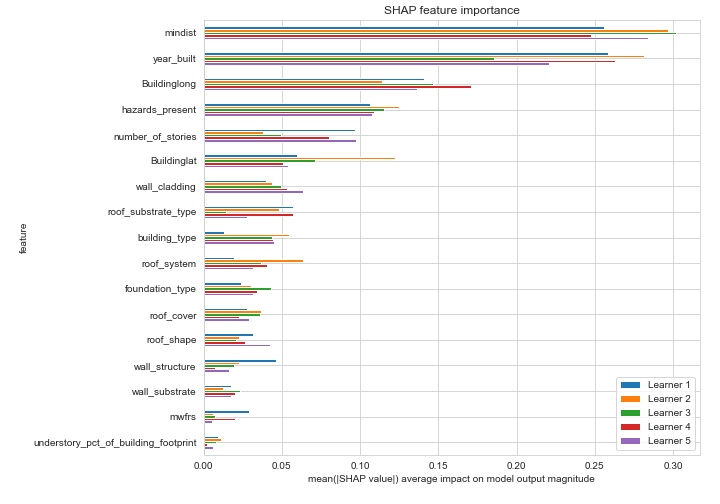 SHAP feature importance
mindist
year_built
Buildinglong
hazards_present
number_of_stories
Buildinglat
wall_cladding
roof_substrate_type
building_type
roof_system
foundation_type
roof_cover
roof_shape
wall_structure
wall_substrate
mwfrs
understory_pct_of_building_footprint
feature
Learner 1
Learner 2
Learner 3
Learner 4
Learner 5
0.00 0.05 0.10 0.15 0.20 0.25 0.30
mean(|SHAP value|) average impact on model output magnitude